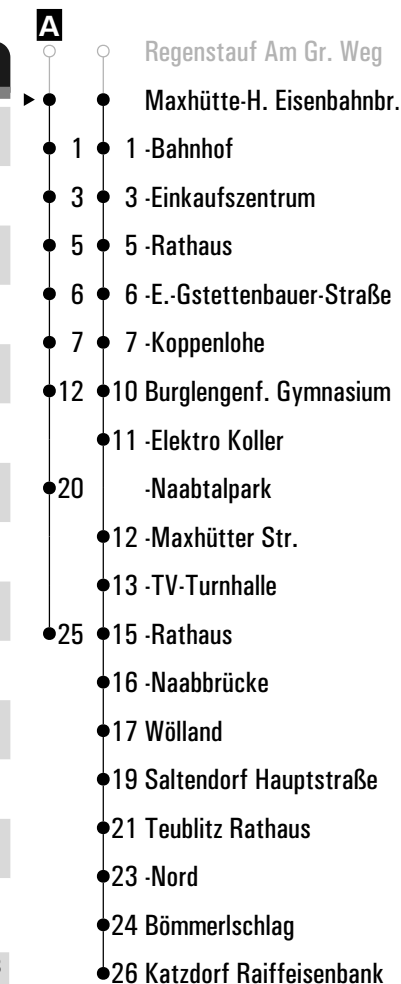 A
Regenstauf Am Gr. Weg
Maxhütte-H. Eisenbahnbr.
1 1 -Bahnhof
3 3 -Einkaufszentrum
5 5 -Rathaus
6 6 -E.-Gstettenbauer-Straße
7 7 -Koppenlohe
12 10 Burglengenf. Gymnasium
11 -Elektro Koller
20 -Naabtalpark
12 -Maxhütter Str.
13 -TV-Turnhalle
25 15 -Rathaus
16 -Naabbrücke
17 Wölland
19 Saltendorf Hauptstraße
21 Teublitz Rathaus
23 -Nord
24 Bömmerlschlag
26 Katzdorf Raiffeisenbank